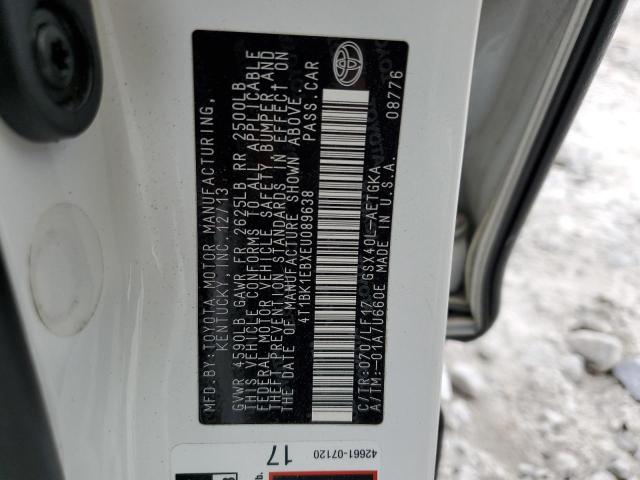 MFD. BY: TOYOTA MOTOR MANUFACTURING,
KENTUCKY, INC. 12/13
GVWR 4590LB GAWR FR 2625LB RR 2500LB
THIS VEHICLE CONFORMS TO ALL APPLICABLE
FEDERAL MOTOR VEHICLE SAFETY, BUMPER, AND
THEFT PREVENTION STANDARDS IN EFFECT ON
THE DATE OF MANUFACTURE SHOWN ABOVE.
4T1BK1EBXEU089638 PASS.CAR
C/TR:070/LF17 GSX40L-AETGKA
A/TM:-01A/U660E MADE IN U.S.A.
08776
42661-07120
17